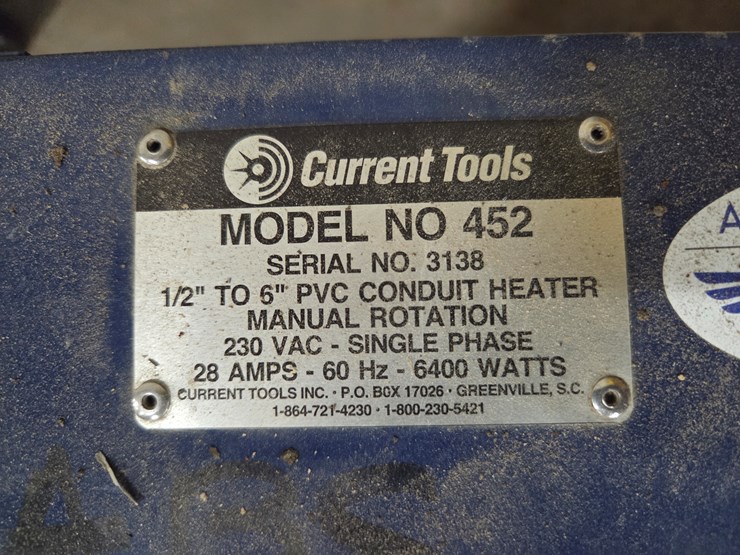 Current Tools
MODEL NO 452
SERIAL NO. 3138
1/2" TO 6" PVC CONDUIT HEATER
MANUAL ROTATION
230 VAC - SINGLE PHASE
28 AMPS - 60 Hz - 6400 WATTS
CURRENT TOOLS INC. · P.O. BOX 17026 · GREENVILLE, S.C.
1-864-721-4230 · 1-800-230-5421